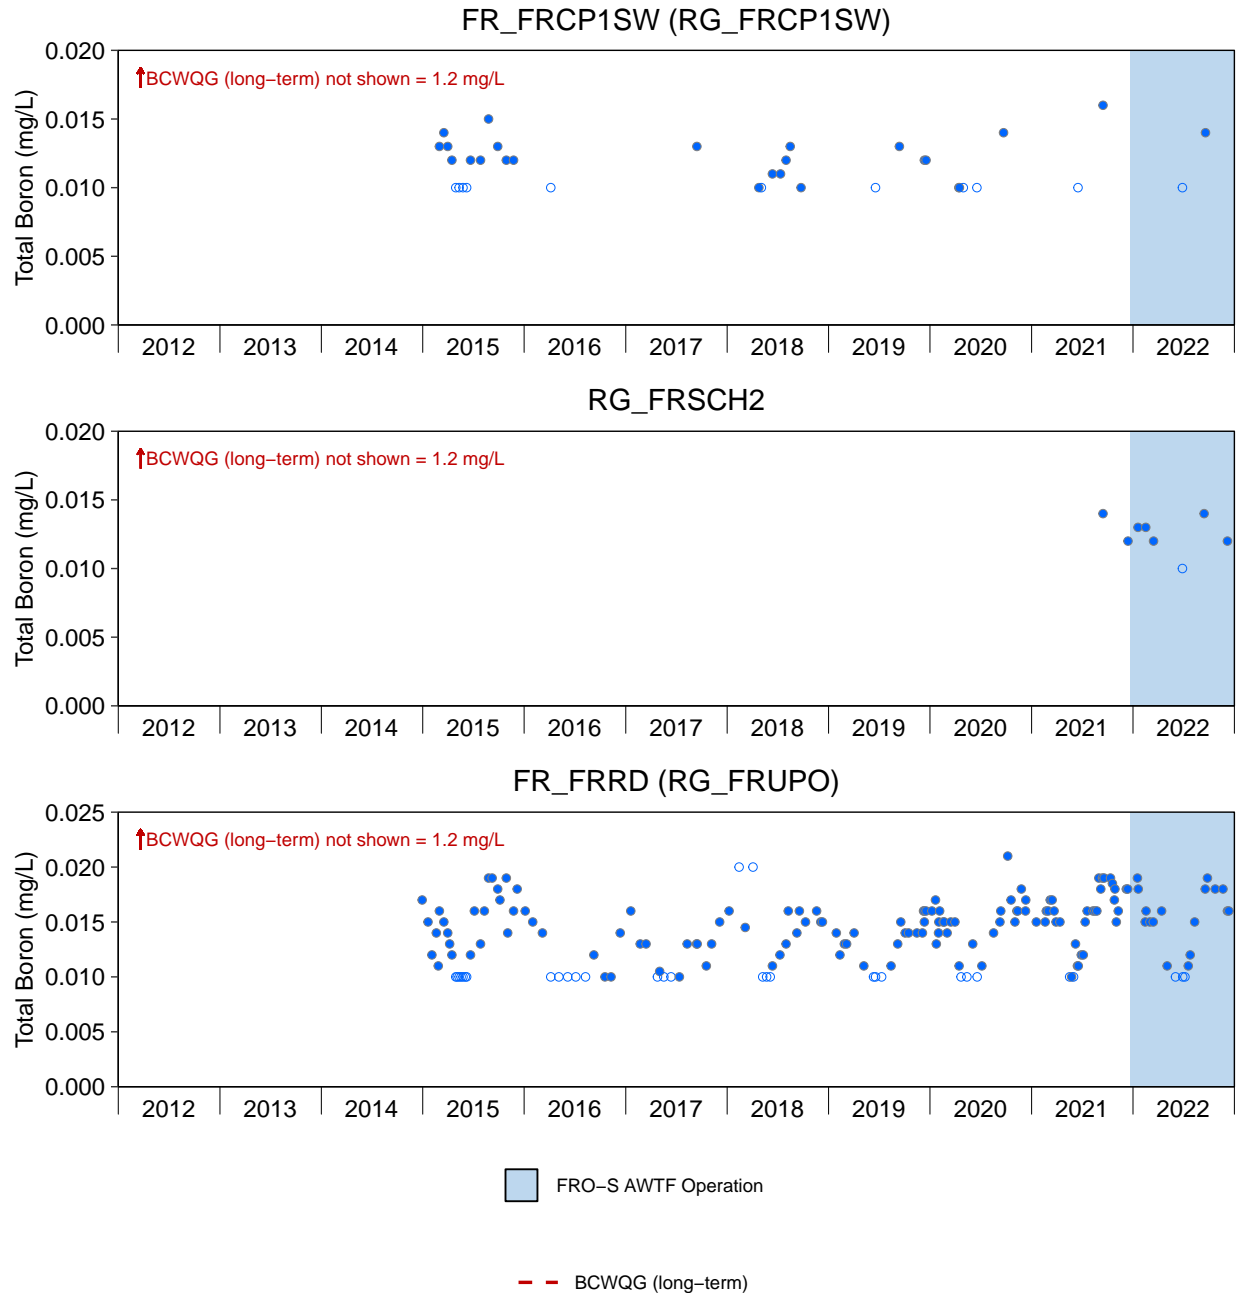 FR_FRCP1SW (RG_FRCP1SW)
Total Boron (mg/L)
0.020
0.015
0.010
0.005
0.000
BCWQG (long−term) not shown = 1.2 mg/L
2012 2013 2014 2015 2016 2017 2018 2019 2020 2021 2022
RG_FRSCH2
Total Boron (mg/L)
0.020
0.015
0.010
0.005
0.000
BCWQG (long−term) not shown = 1.2 mg/L
2012 2013 2014 2015 2016 2017 2018 2019 2020 2021 2022
FR_FRRD (RG_FRUPO)
Total Boron (mg/L)
0.025
0.020
0.015
0.010
0.005
0.000
BCWQG (long−term) not shown = 1.2 mg/L
2012 2013 2014 2015 2016 2017 2018 2019 2020 2021 2022
FRO−S AWTF Operation
BCWQG (long−term)